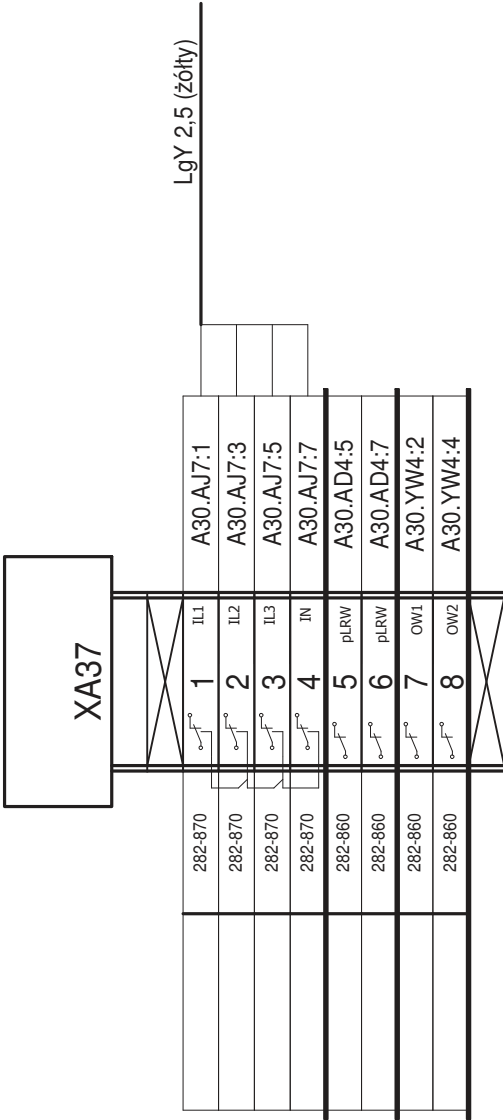 LgY 2,5 (żółty)
XA37
282-870 1 IL1 A30.AJ7:1
282-870 2 IL2 A30.AJ7:3
282-870 3 IL3 A30.AJ7:5
282-870 4 IN A30.AJ7:7
282-860 5 pLRW A30.AD4:5
282-860 6 pLRW A30.AD4:7
282-860 7 OW1 A30.YW4:2
282-860 8 OW2 A30.YW4:4